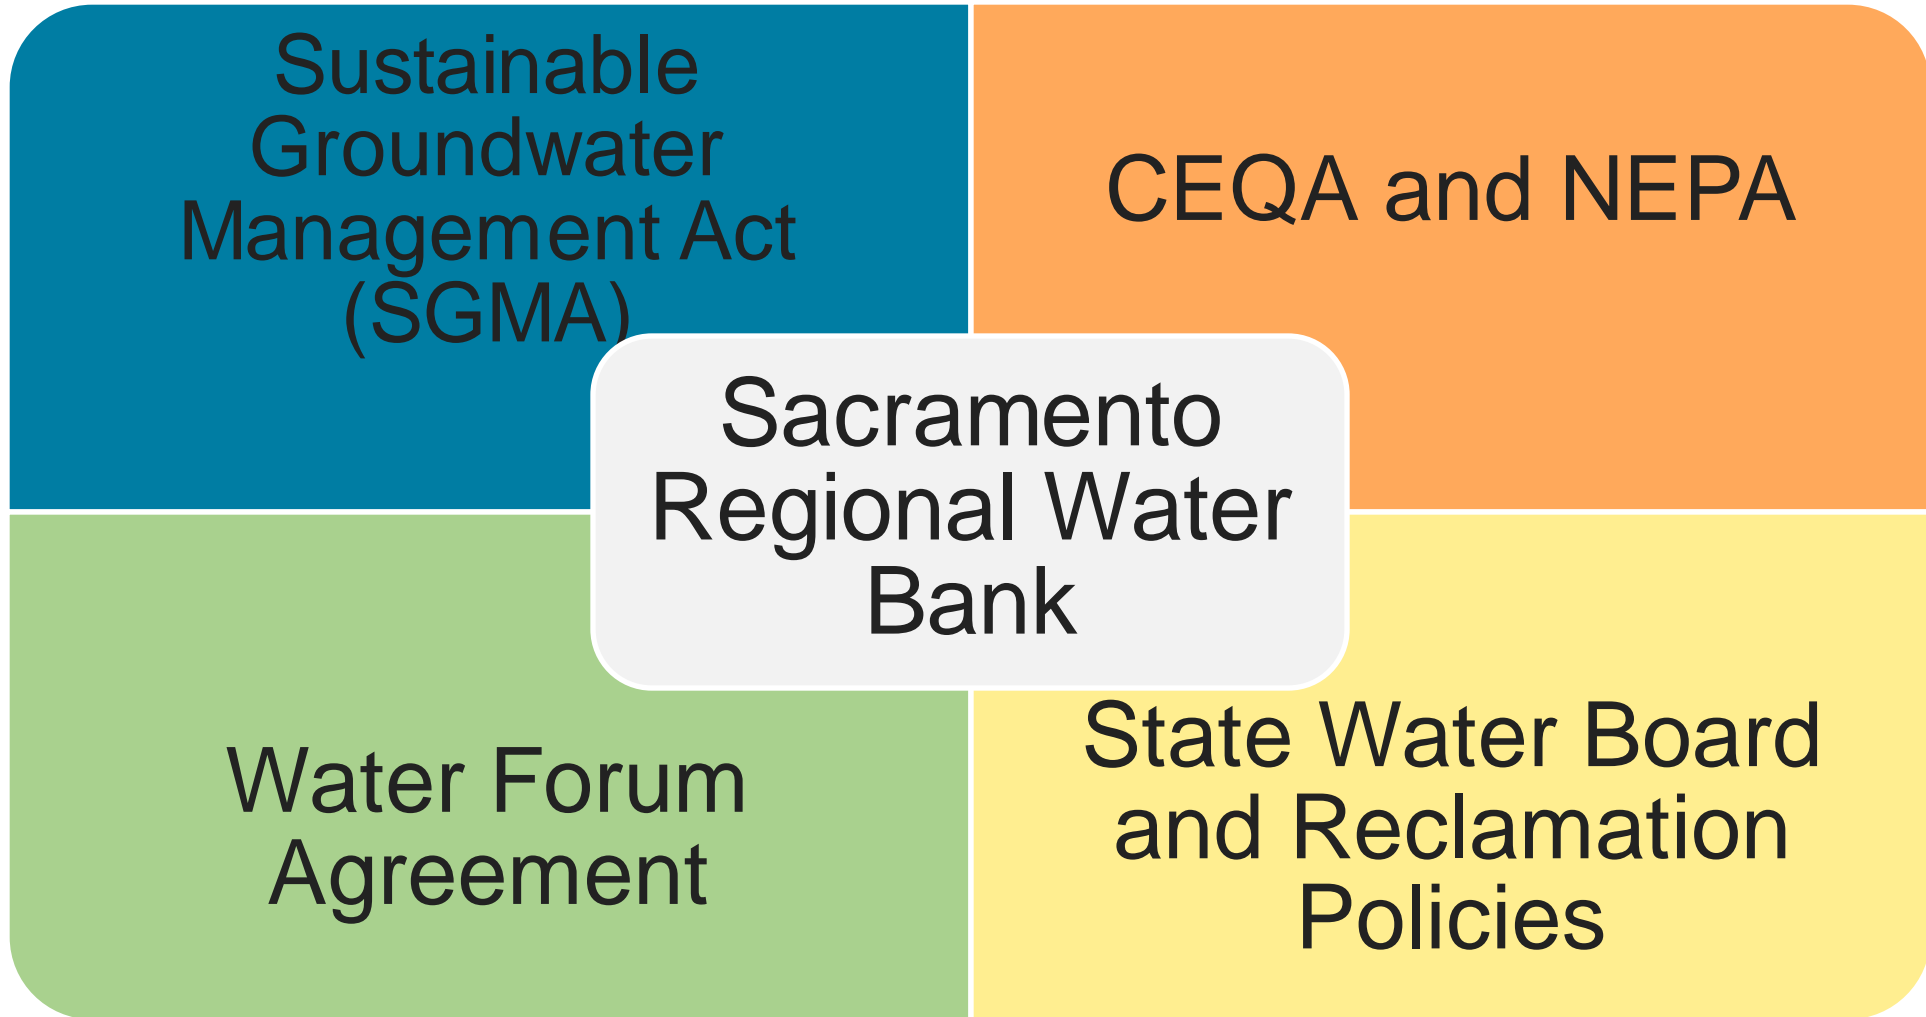 Sustainable
Groundwater
Management Act
(SGMA)
CEQA and NEPA
Sacramento
Regional Water
Bank
Water Forum
Agreement
State Water Board
and Reclamation
Policies